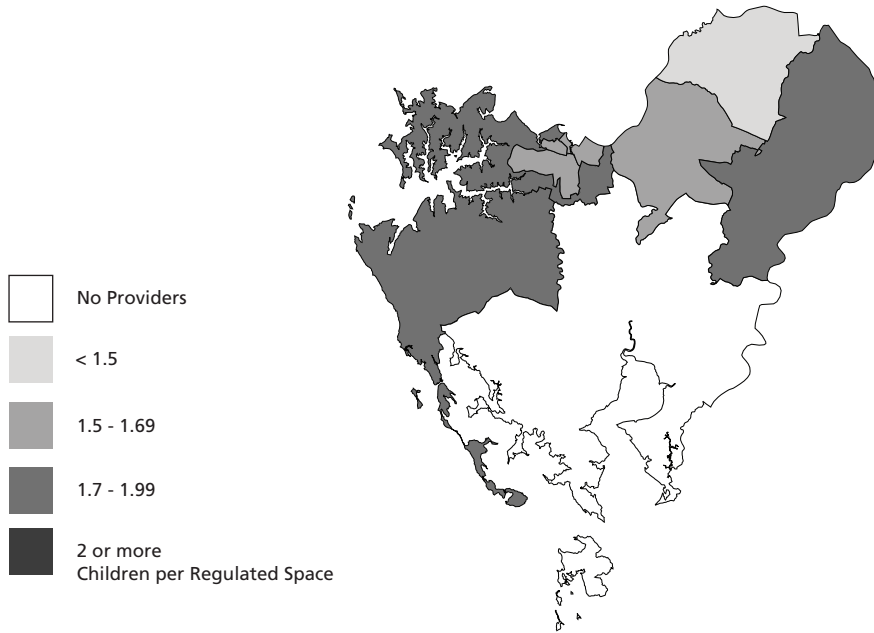 No Providers
< 1.5
1.5 - 1.69
1.7 - 1.99
2 or more
Children per Regulated Space